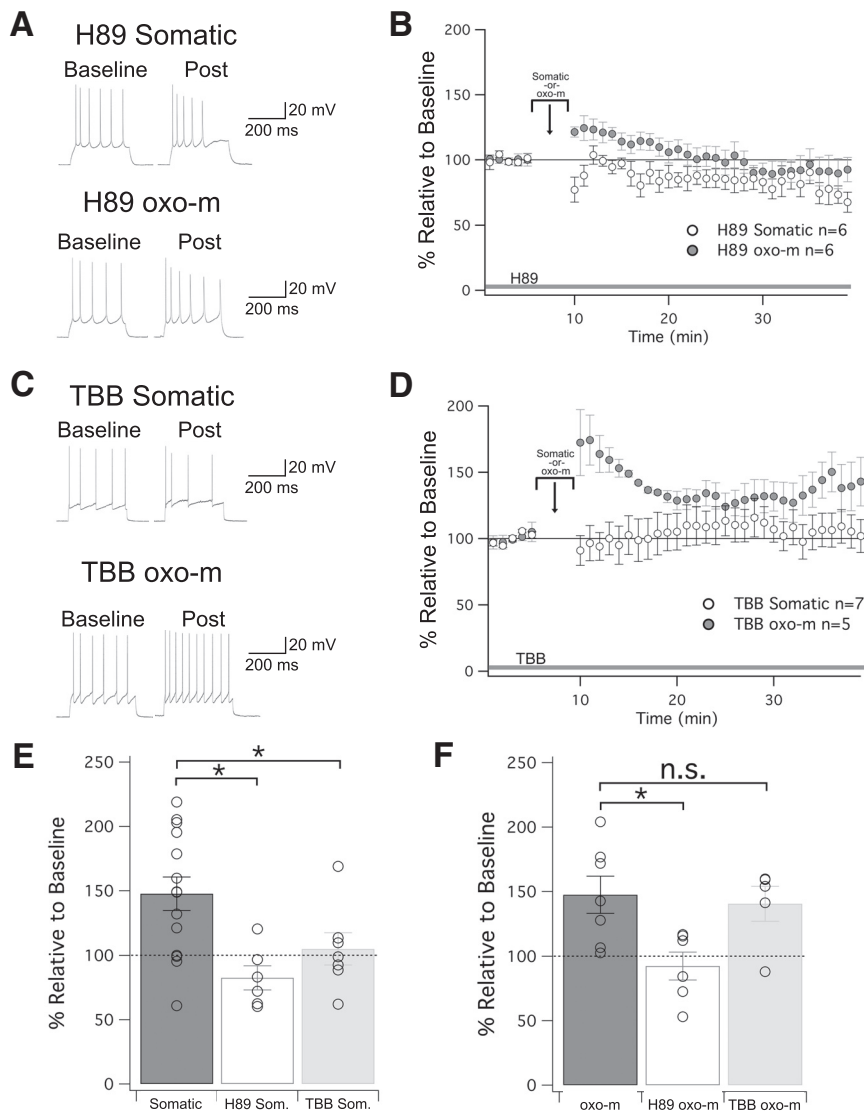 A
H89 Somatic
Baseline Post
20 mV
200 ms
H89 oxo-m
Baseline Post
20 mV
200 ms
B
% Relative to Baseline
200
150
100
50
0
Somatic
-or-
oxo-m
H89 Somatic n=6
H89 oxo-m n=6
H89
10 20 30
Time (min)
C
TBB Somatic
Baseline Post
20 mV
200 ms
TBB oxo-m
Baseline Post
20 mV
200 ms
D
% Relative to Baseline
200
150
100
50
0
Somatic
-or-
oxo-m
TBB Somatic n=7
TBB oxo-m n=5
TBB
10 20 30
Time (min)
E
% Relative to Baseline
250
200
150
100
50
0
* 
*
Somatic H89 Som. TBB Som.
F
% Relative to Baseline
250
200
150
100
50
0
n.s.
*
oxo-m H89 oxo-m TBB oxo-m